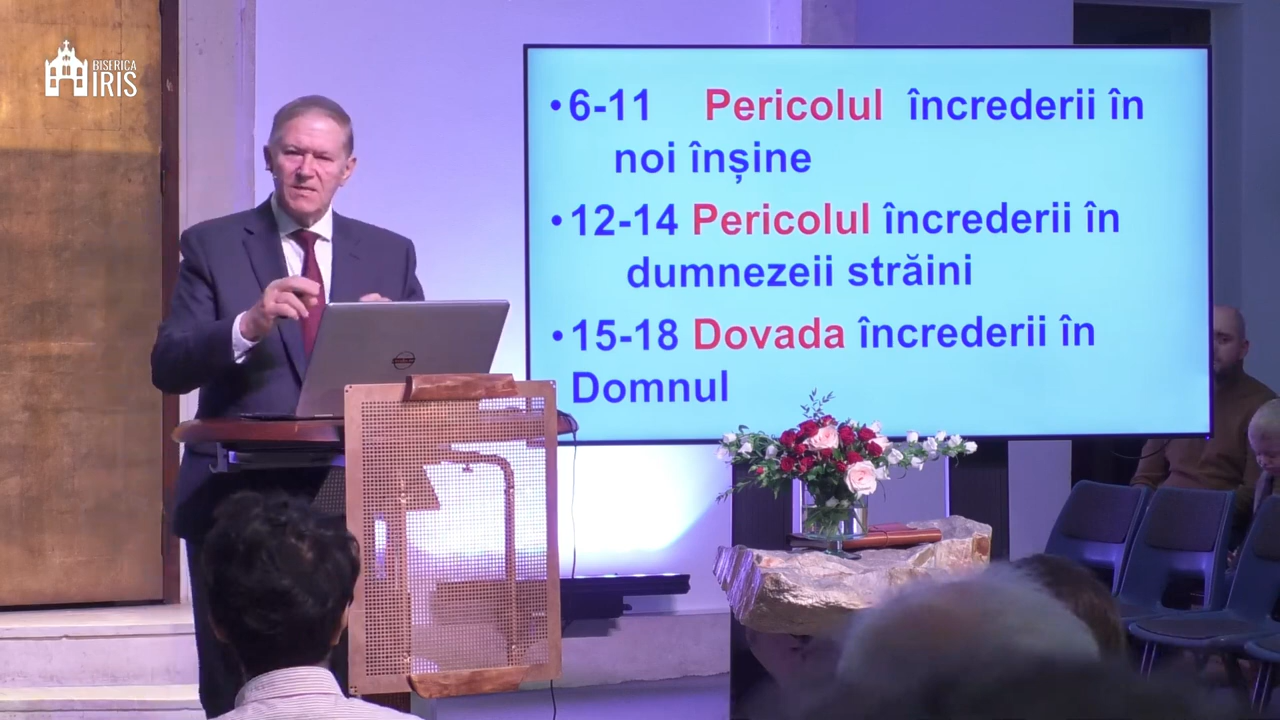 BISERICA
IRIS
• 6-11 Pericolul încrederii în
noi înșine
• 12-14 Pericolul încrederii în
dumnezeii străini
• 15-18 Dovada încrederii în
Domnul